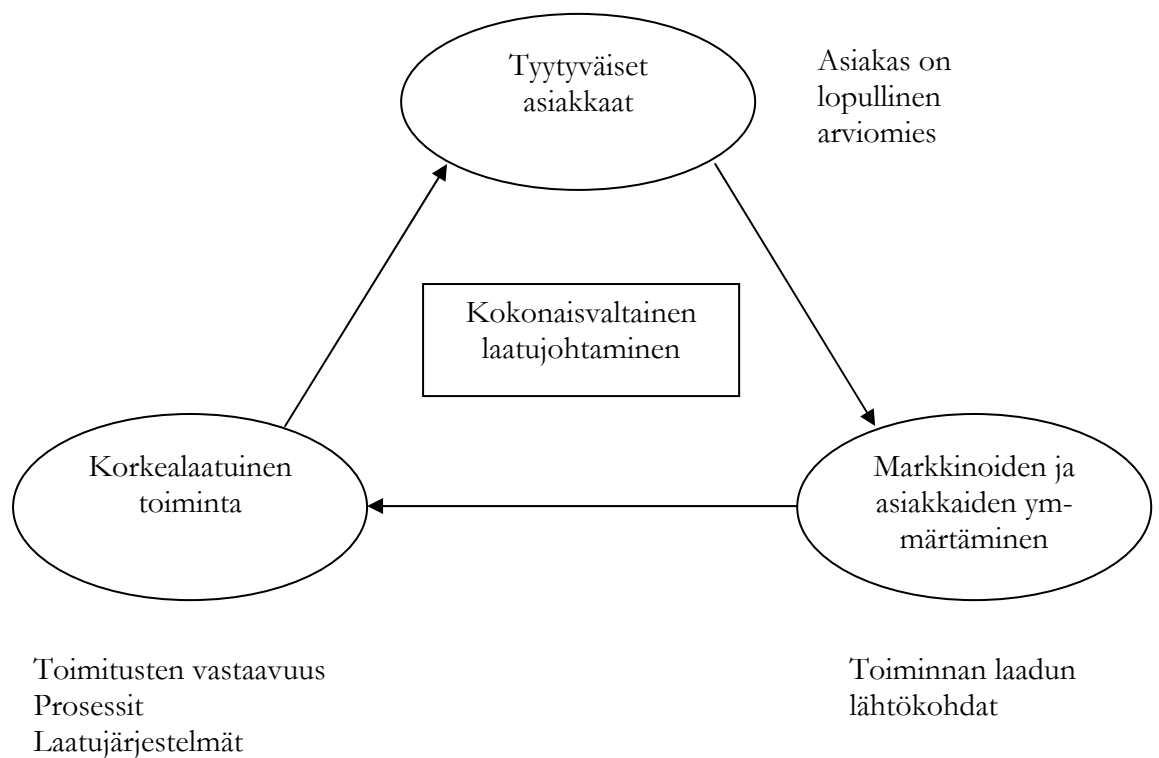 Tyytyväiset
asiakkaat
Asiakas on
lopullinen
arviomies
Kokonaisvaltainen
laatujohtaminen
Korkealaatuinen
toiminta
Markkinoiden ja
asiakkaiden ym-
märtäminen
Toimitusten vastaavuus
Prosessit
Laatujärjestelmät
Toiminnan laadun
lähtökohdat